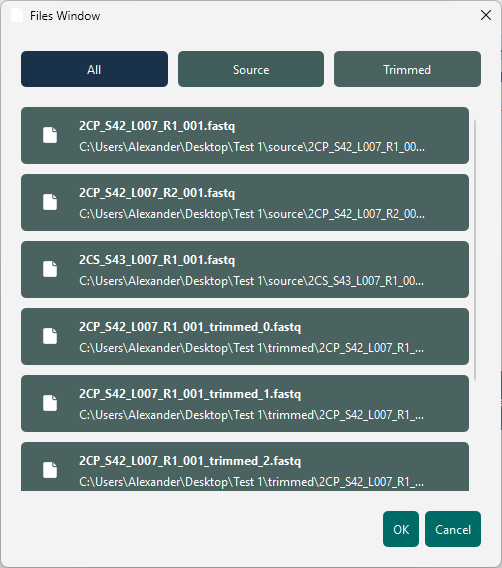 Files Window
All
Source
Trimmed
2CP_S42_L007_R1_001.fastq
C:\Users\Alexander\Desktop\Test 1\source\2CP_S42_L007_R1_00...
2CP_S42_L007_R2_001.fastq
C:\Users\Alexander\Desktop\Test 1\source\2CP_S42_L007_R2_00...
2CS_S43_L007_R1_001.fastq
C:\Users\Alexander\Desktop\Test 1\source\2CS_S43_L007_R1_00...
2CP_S42_L007_R1_001_trimmed_0.fastq
C:\Users\Alexander\Desktop\Test 1\trimmed\2CP_S42_L007_R1_...
2CP_S42_L007_R1_001_trimmed_1.fastq
C:\Users\Alexander\Desktop\Test 1\trimmed\2CP_S42_L007_R1_...
2CP_S42_L007_R1_001_trimmed_2.fastq
C:\Users\Alexander\Desktop\Test 1\trimmed\2CP_S42_L007_R1_...
OK
Cancel